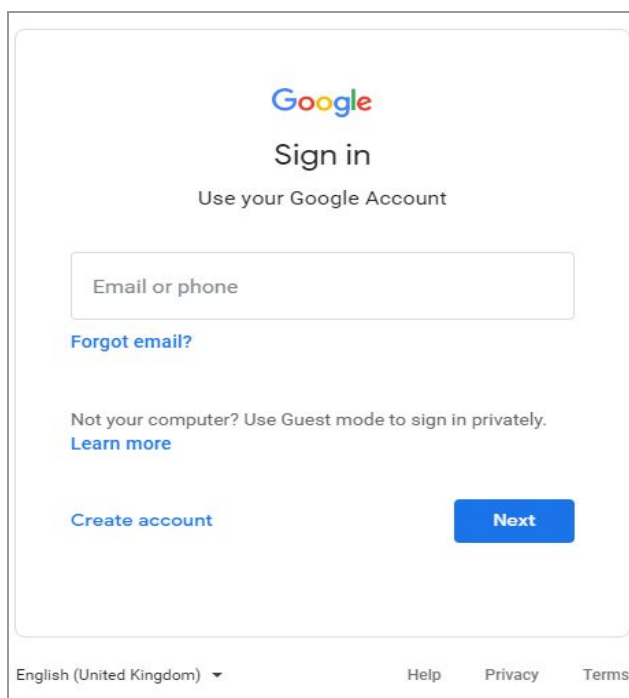 Google
Sign in
Use your Google Account
Email or phone
Forgot email?
Not your computer? Use Guest mode to sign in privately.
Learn more
Create account
Next
English (United Kingdom)
Help
Privacy
Terms